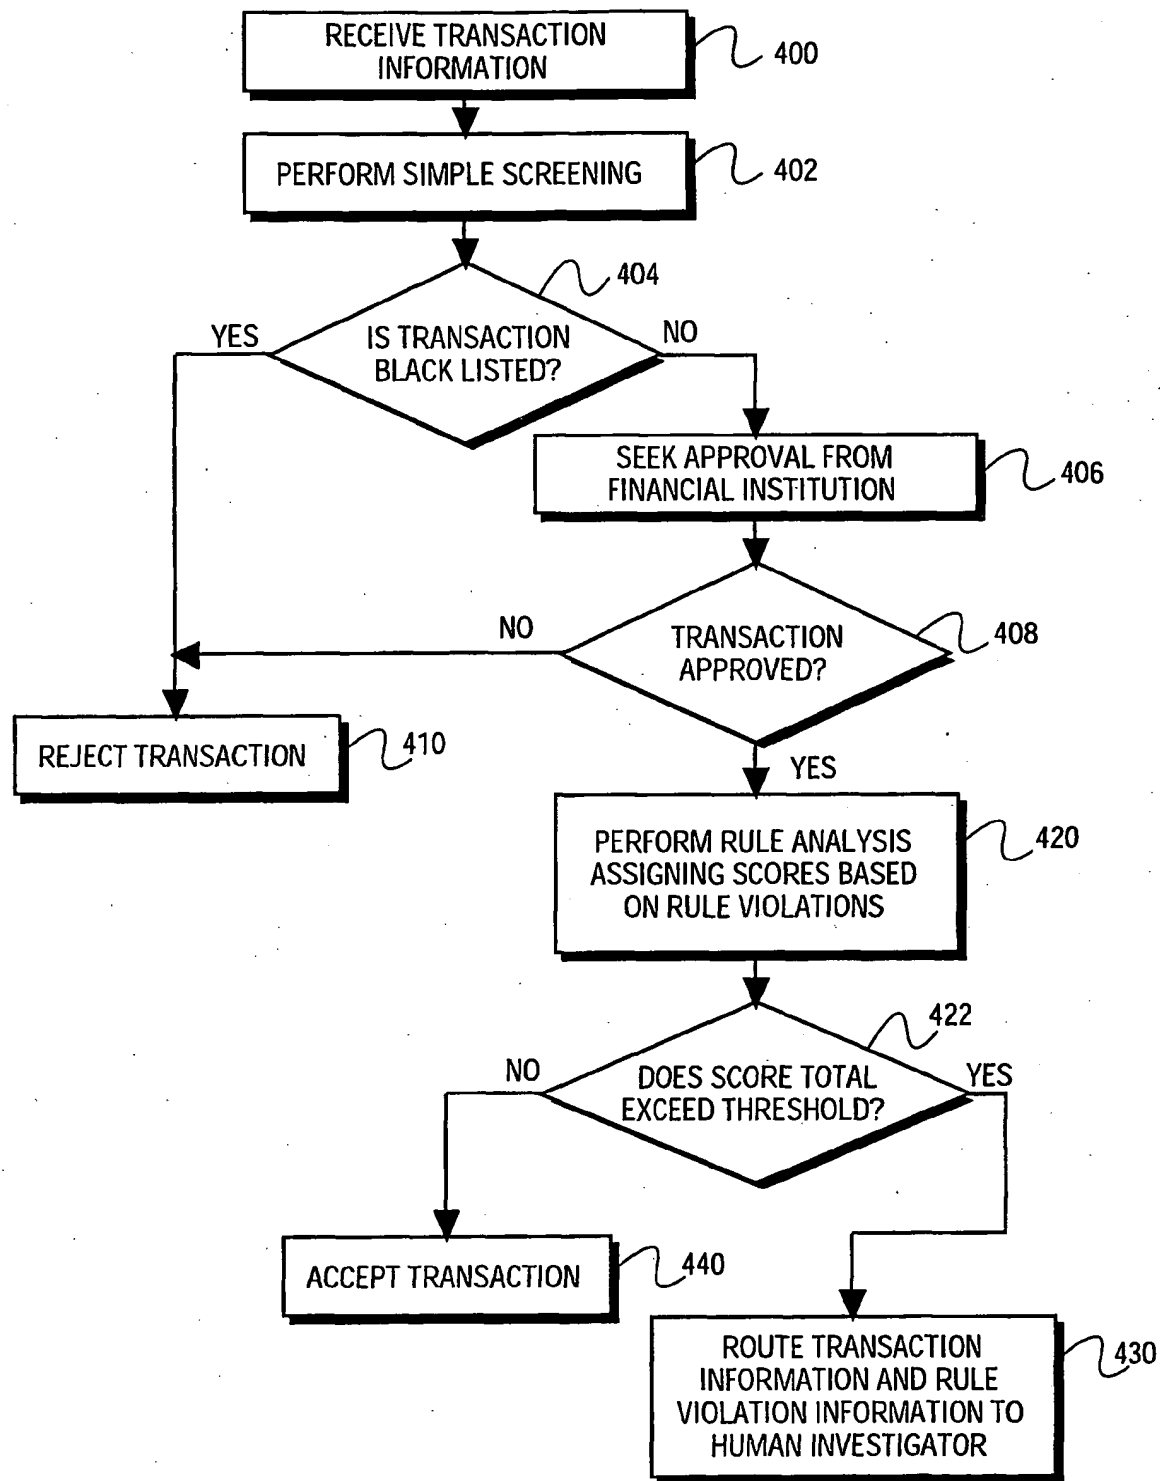 RECEIVE TRANSACTION
INFORMATION
400
PERFORM SIMPLE SCREENING
402
404
IS TRANSACTION
BLACK LISTED?
YES
NO
SEEK APPROVAL FROM
FINANCIAL INSTITUTION
406
NO
TRANSACTION
APPROVED?
408
REJECT TRANSACTION
410
YES
PERFORM RULE ANALYSIS
ASSIGNING SCORES BASED
ON RULE VIOLATIONS
420
422
NO
DOES SCORE TOTAL
EXCEED THRESHOLD?
YES
ACCEPT TRANSACTION
440
ROUTE TRANSACTION
INFORMATION AND RULE
VIOLATION INFORMATION TO
HUMAN INVESTIGATOR
430